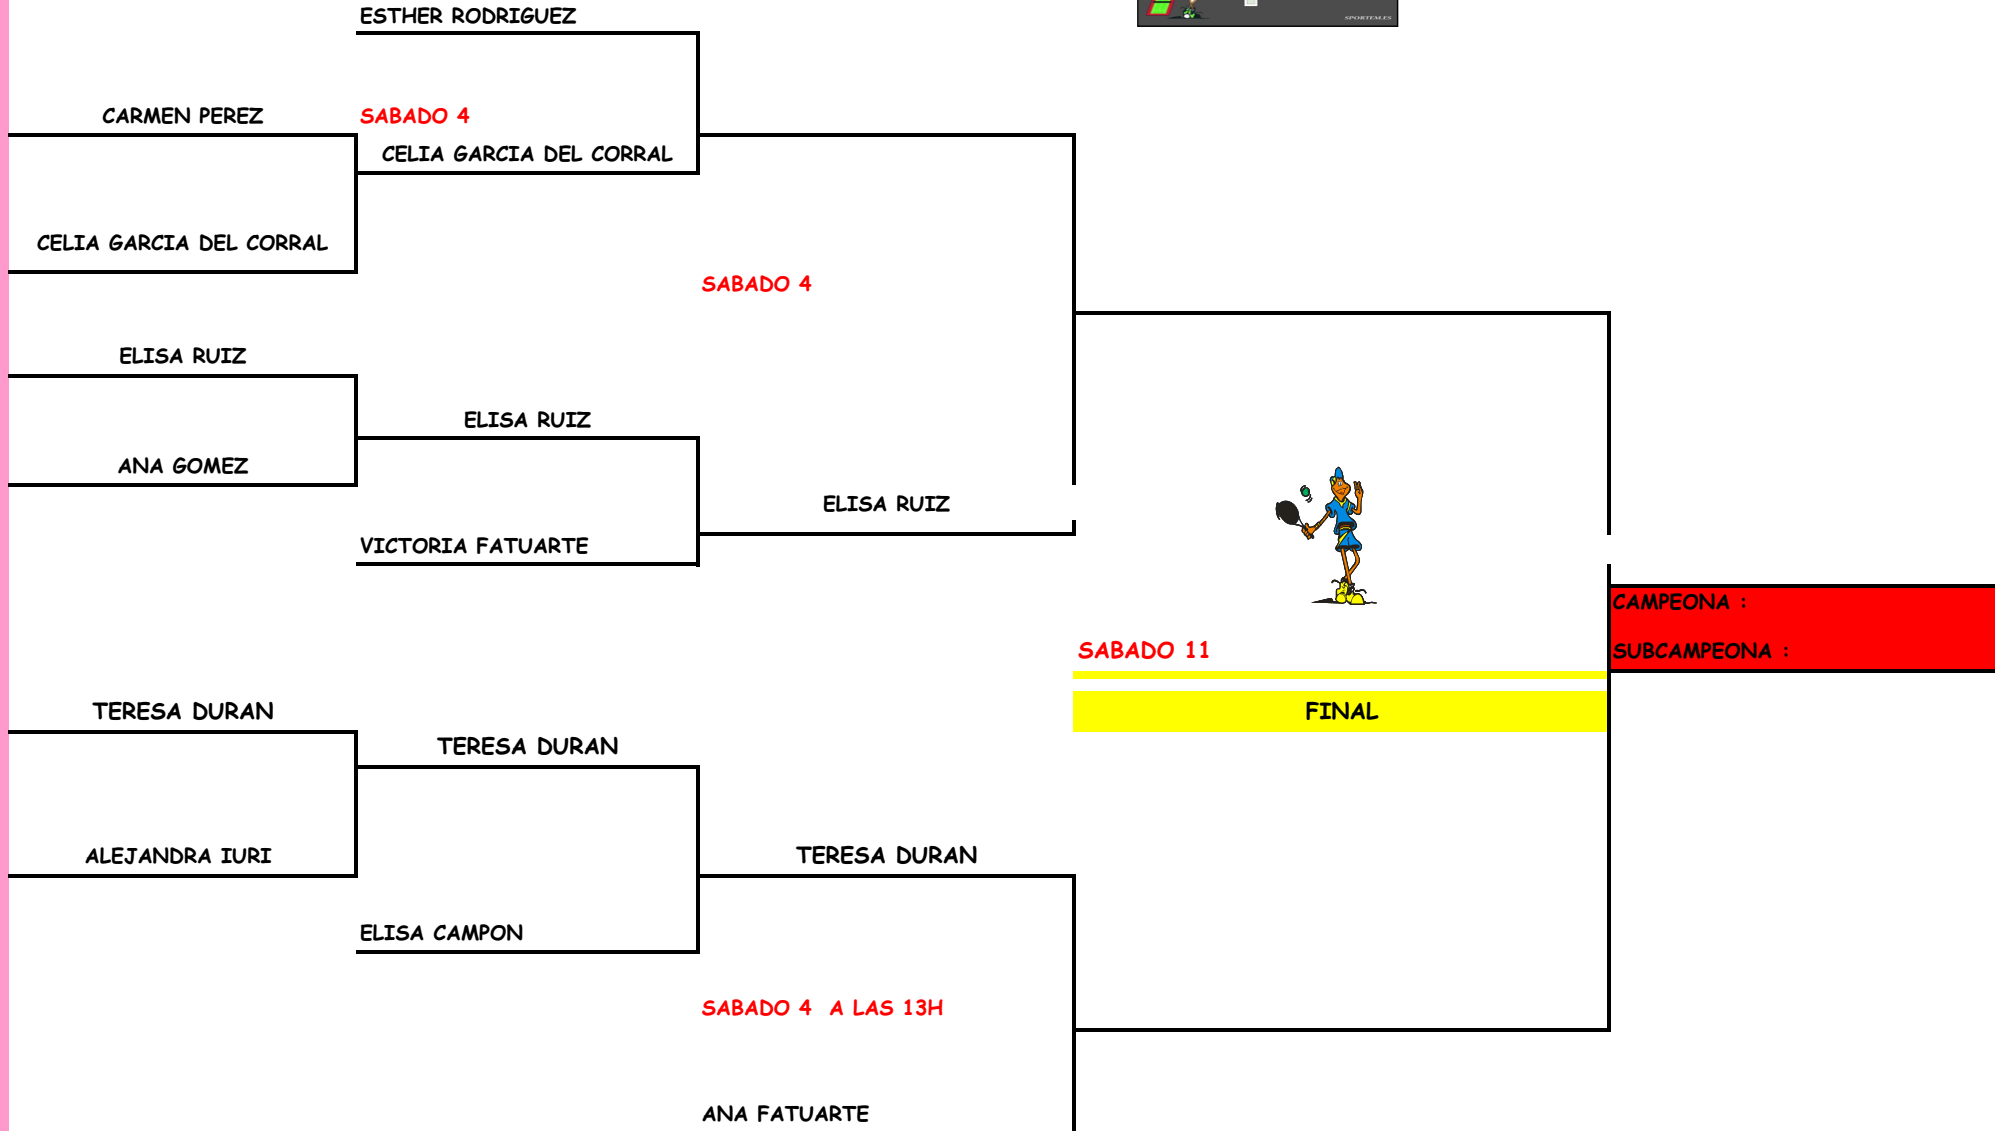 ESTHER RODRIGUEZ
SPORTEM.ES
CARMEN PEREZ
SABADO 4
CELIA GARCIA DEL CORRAL
CELIA GARCIA DEL CORRAL
SABADO 4
ELISA RUIZ
ELISA RUIZ
ANA GOMEZ
ELISA RUIZ
VICTORIA FATUARTE
CAMPEONA :
SABADO 11
SUBCAMPEONA :
TERESA DURAN
FINAL
TERESA DURAN
ALEJANDRA IURI
TERESA DURAN
ELISA CAMPON
SABADO 4 A LAS 13H
ANA FATUARTE